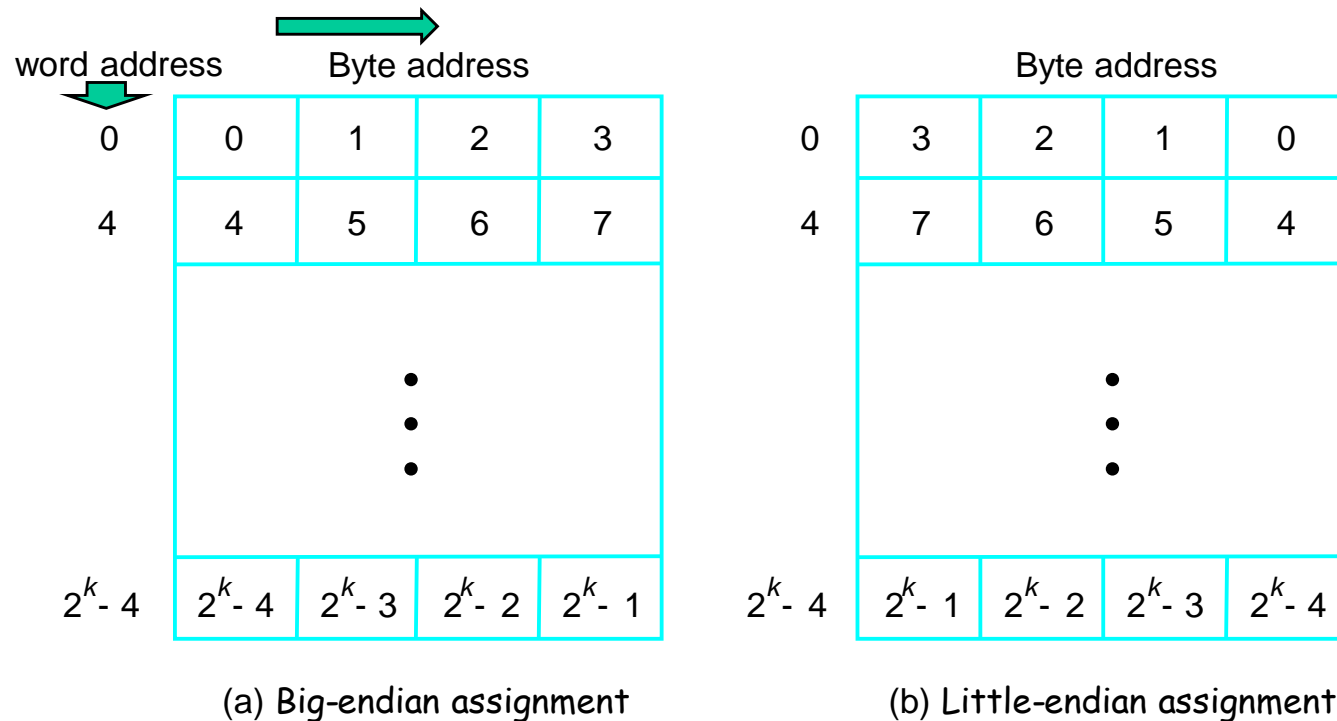 word address Byte address
0 0 1 2 3
4 4 5 6 7
2^k - 4 2^k - 4 2^k - 3 2^k - 2 2^k - 1
(a) Big-endian assignment
Byte address
0 3 2 1 0
4 7 6 5 4
2^k - 4 2^k - 1 2^k - 2 2^k - 3 2^k - 4
(b) Little-endian assignment